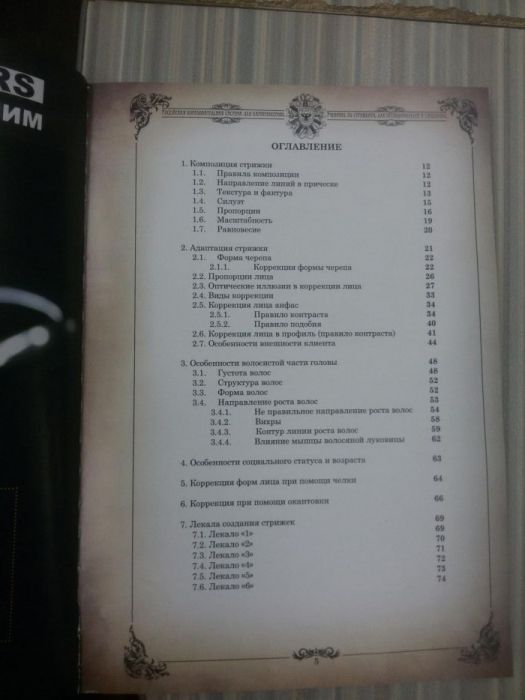 RS
ИМ
ОГЛАВЛЕНИЕ
1. Композиция стрижки 12
1.1. Правила композиции 12
1.2. Направление линий в прическе 12
1.3. Текстура и фактура 13
1.4. Силуэт 15
1.5. Пропорции 16
1.6. Масштабность 19
1.7. Равновесие 20
2. Адаптация стрижки 21
2.1. Форма черепа 22
2.1.1. Коррекция формы черепа 22
2.2. Пропорции лица 26
2.3. Оптические иллюзии в коррекции лица 27
2.4. Виды коррекции 33
2.5. Коррекция лица анфас 34
2.5.1. Правило контраста 34
2.5.2. Правило подобия 40
2.6. Коррекция лица в профиль (правило контраста) 41
2.7. Особенности внешности клиента 44
3. Особенности волосистой части головы 48
3.1. Густота волос 48
3.2. Структура волос 52
3.3. Форма волос 52
3.4. Направление роста волос 53
3.4.1. Не правильное направление роста волос 54
3.4.2. Вихры 58
3.4.3. Контур линии роста волос 59
3.4.4. Влияние мышцы волосяной луковицы 62
4. Особенности социального статуса и возраста 63
5. Коррекция форм лица при помощи челки 64
6. Коррекция при помощи окантовки 66
7. Лекала создания стрижек 69
7.1. Лекало «1» 69
7.2. Лекало «2» 70
7.3. Лекало «3» 71
7.4. Лекало «4» 72
7.5. Лекало «5» 73
7.6. Лекало «6» 74
5